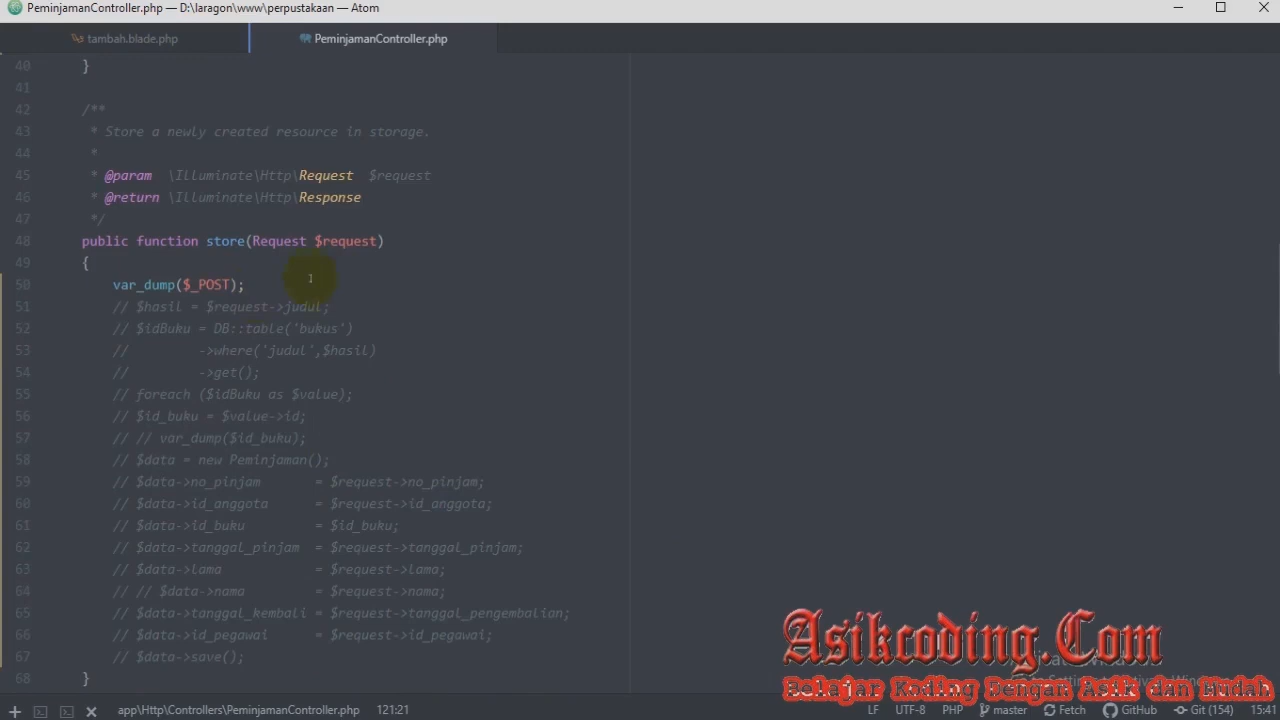 PeminjamanController.php — D:\laragon\www\perpustakaan — Atom
tambah.blade.php
PeminjamanController.php
40 }
41
42 /**
43 * Store a newly created resource in storage.
44 *
45 * @param \Illuminate\Http\Request $request
46 * @return \Illuminate\Http\Response
47 */
48 public function store(Request $request)
49 {
50 var_dump($_POST);
51 // $hasil = $request->judul;
52 // $idBuku = DB::table('bukus')
53 // ->where('judul',$hasil)
54 // ->get();
55 // foreach ($idBuku as $value);
56 // $id_buku = $value->id;
57 // // var_dump($id_buku);
58 // $data = new Peminjaman();
59 // $data->no_pinjam = $request->no_pinjam;
60 // $data->id_anggota = $request->id_anggota;
61 // $data->id_buku = $id_buku;
62 // $data->tanggal_pinjam = $request->tanggal_pinjam;
63 // $data->lama = $request->lama;
64 // // $data->nama = $request->nama;
65 // $data->tanggal_kembali = $request->tanggal_pengembalian;
66 // $data->id_pegawai = $request->id_pegawai;
67 // $data->save();
68 }
Asikcoding.Com
Belajar Koding Dengan Asik dan Mudah
app\Http\Controllers\PeminjamanController.php 121:21
LF UTF-8 PHP master Fetch GitHub Git (154) 15:41